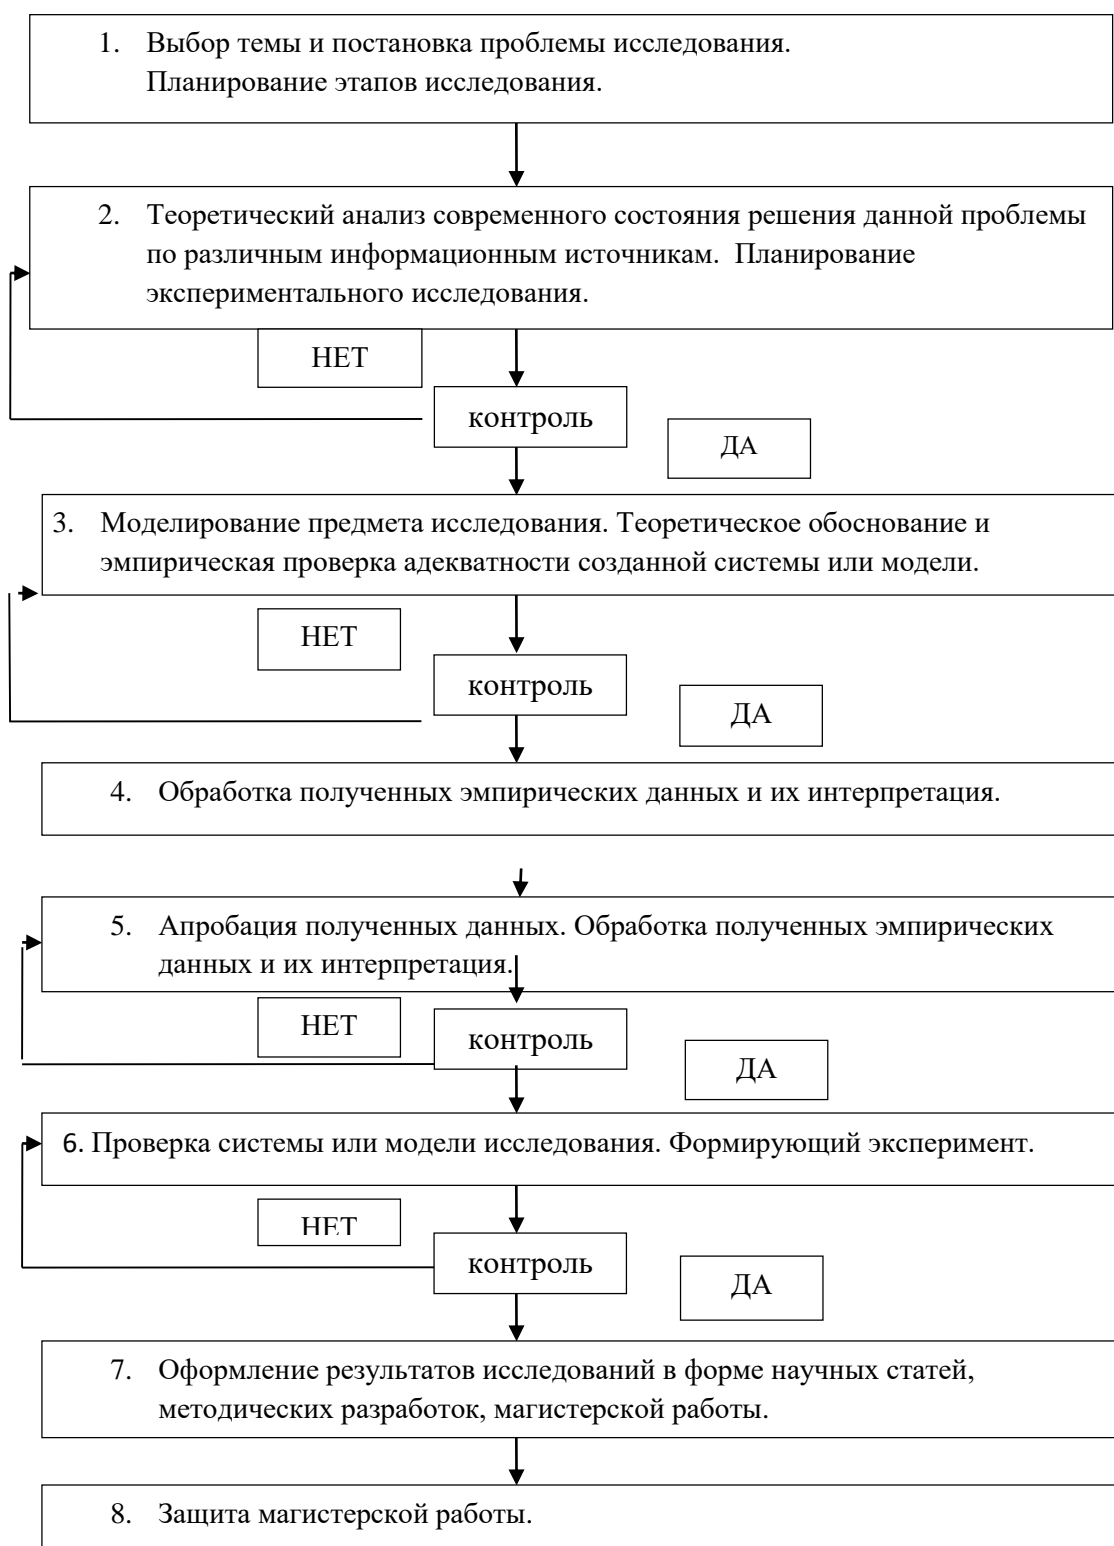 1. Выбор темы и постановка проблемы исследования.
Планирование этапов исследования.
2. Теоретический анализ современного состояния решения данной проблемы
по различным информационным источникам. Планирование
экспериментального исследования.
НЕТ
контроль
ДА
3. Моделирование предмета исследования. Теоретическое обоснование и
эмпирическая проверка адекватности созданной системы или модели.
НЕТ
контроль
ДА
4. Обработка полученных эмпирических данных и их интерпретация.
5. Апробация полученных данных. Обработка полученных эмпирических
данных и их интерпретация.
НЕТ
контроль
ДА
6. Проверка системы или модели исследования. Формирующий эксперимент.
НЕТ
контроль
ДА
7. Оформление результатов исследований в форме научных статей,
методических разработок, магистерской работы.
8. Защита магистерской работы.